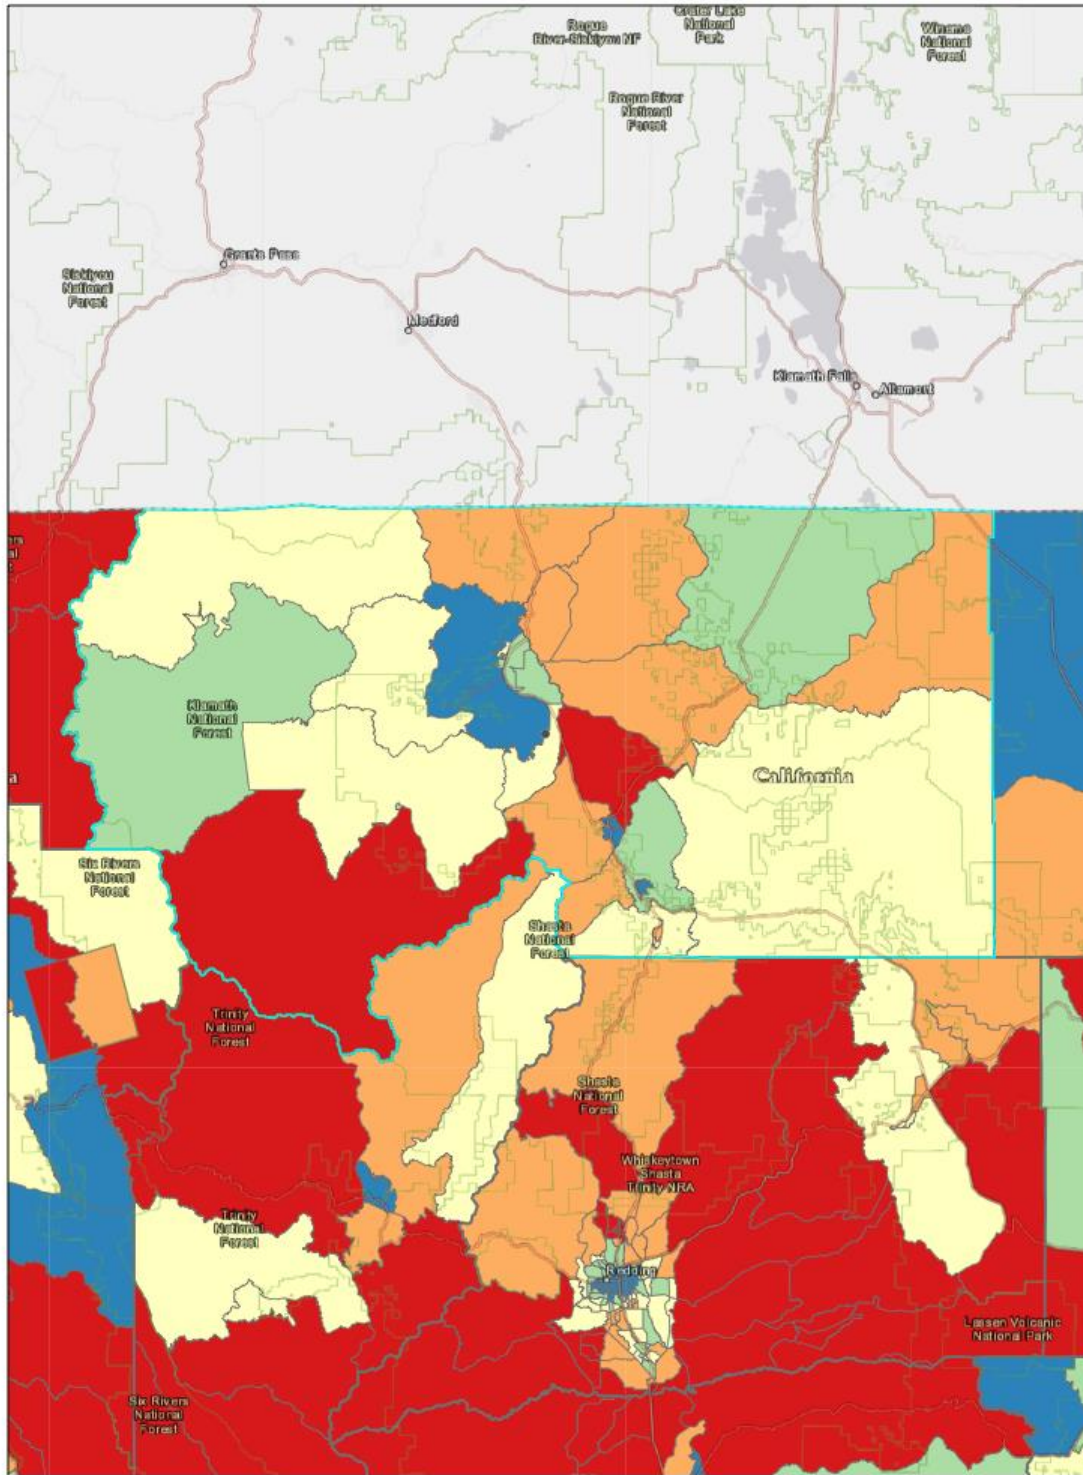 Crater Lake
National
Park
Rogue
River-Siskiyou NF
Winema
National
Forest
Rogue River
National
Forest
Grants Pass
Siskiyou
National
Forest
Medford
Klamath Falls
Altamont
Klamath
National
Forest
California
Six Rivers
National
Forest
Shasta
National
Forest
Trinity
National
Forest
Shasta
National
Forest
Whiskeytown
Shasta
Trinity NRA
Trinity
National
Forest
Redding
Lassen Volcanic
National Park
Six Rivers
National
Forest